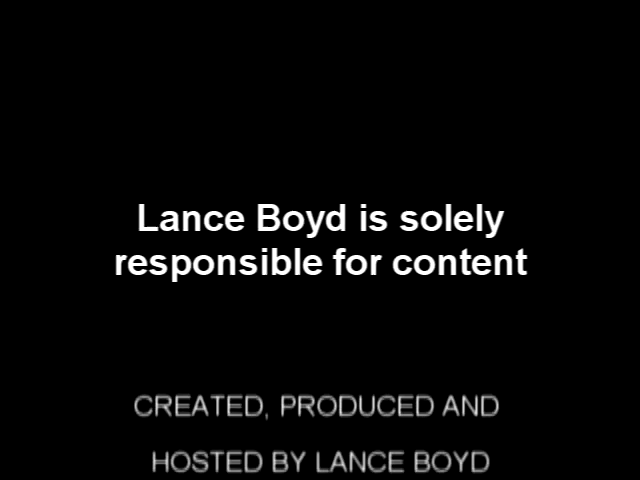 Lance Boyd is solely
responsible for content
CREATED, PRODUCED AND
HOSTED BY LANCE BOYD